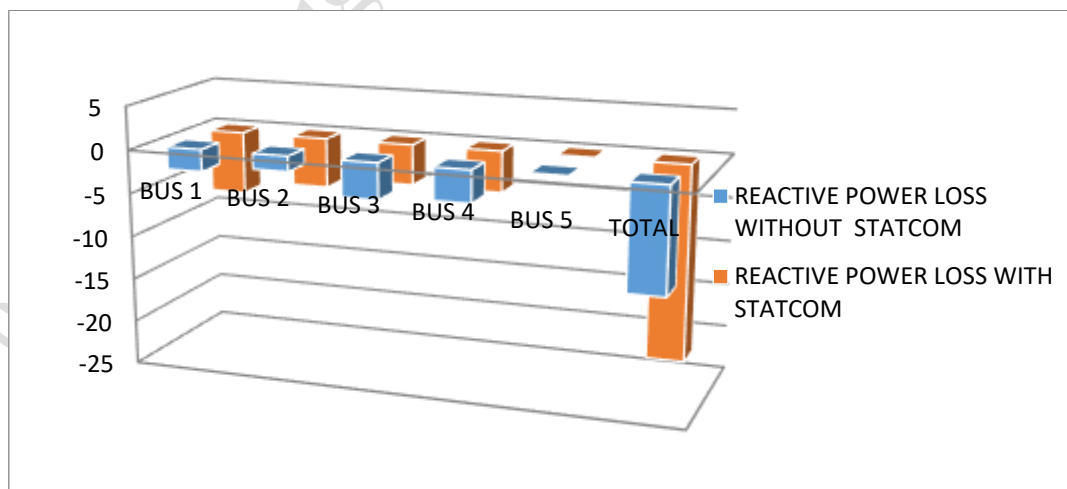 5
0
-5
-10
-15
-20
-25
BUS 1
BUS 2
BUS 3
BUS 4
BUS 5
TOTAL
REACTIVE POWER LOSS
WITHOUT STATCOM
REACTIVE POWER LOSS WITH
STATCOM